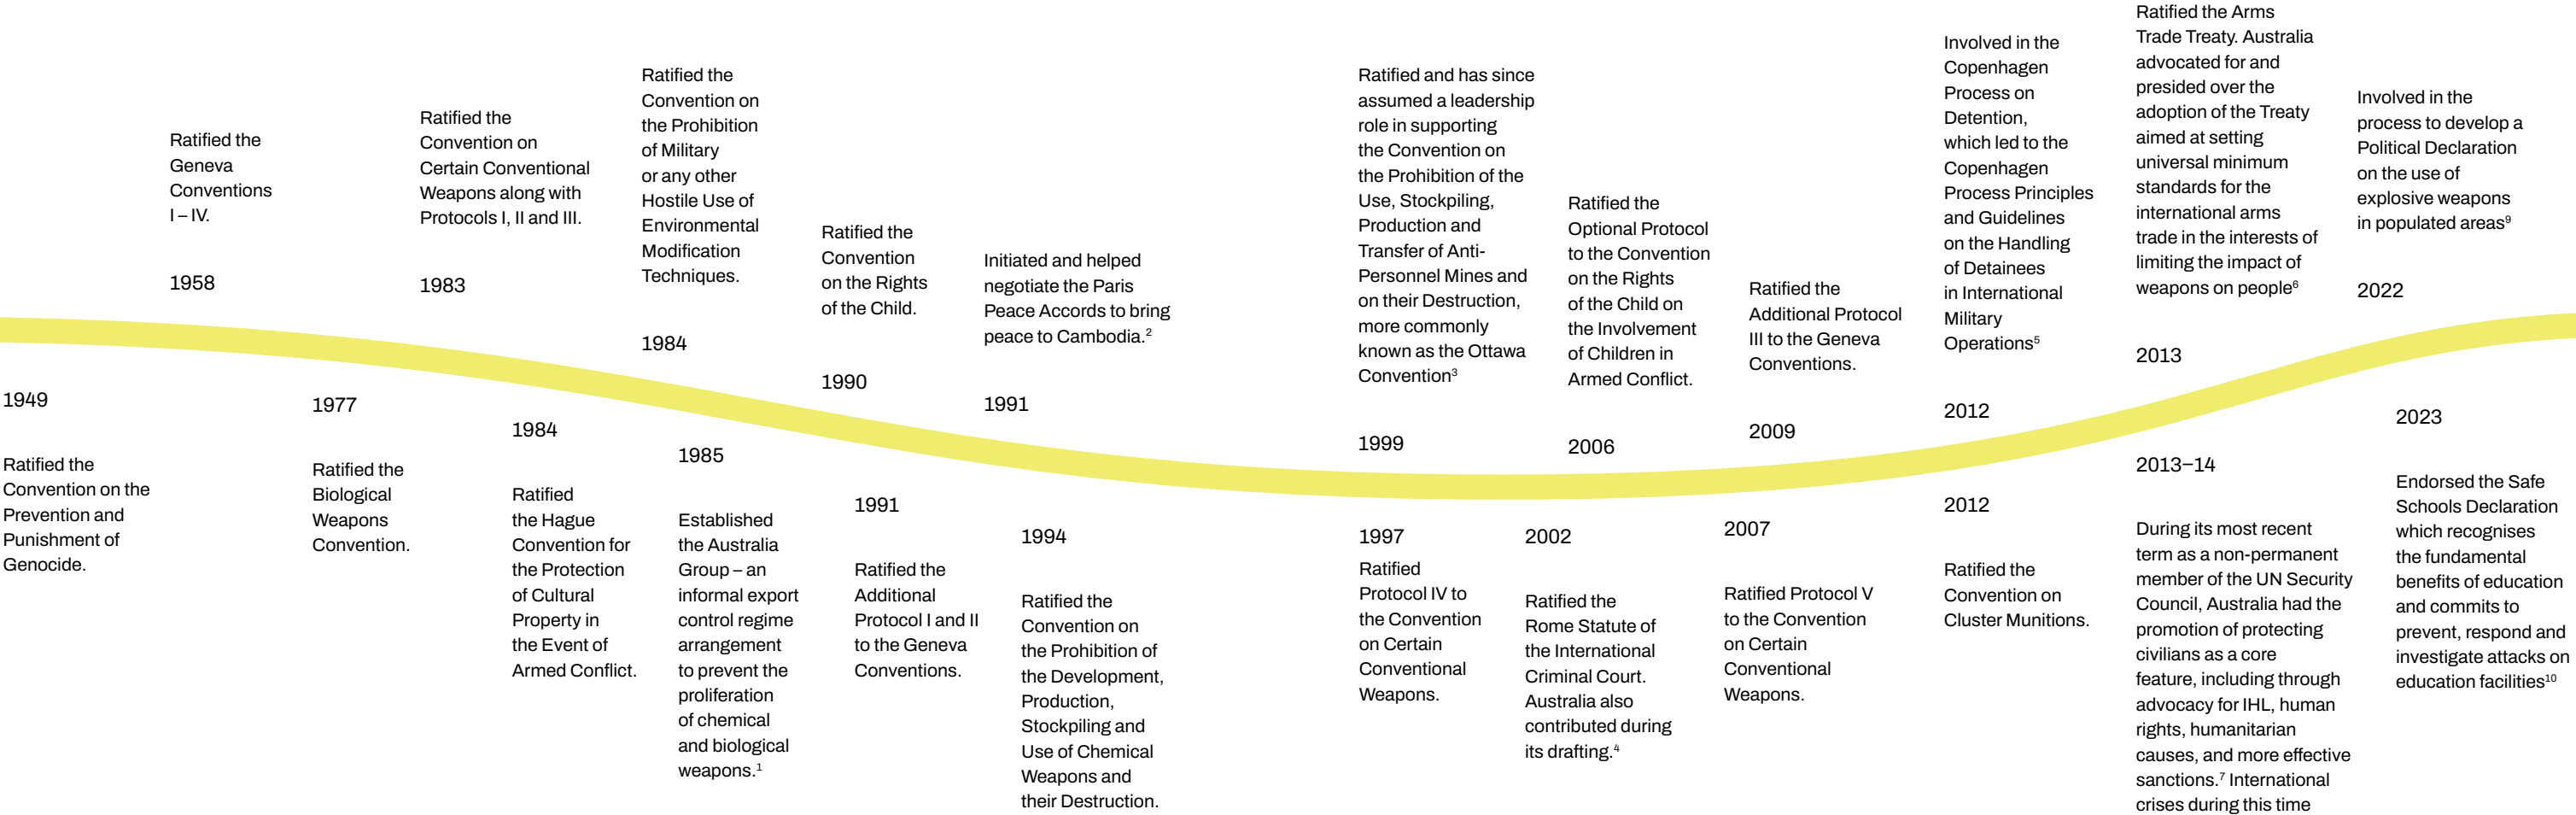 1949
Ratified the
Convention on the
Prevention and
Punishment of
Genocide.
Ratified the
Geneva
Conventions
I – IV.
1958
1977
Ratified the
Biological
Weapons
Convention.
Ratified the
Convention on
Certain Conventional
Weapons along with
Protocols I, II and III.
1983
1984
Ratified
the Hague
Convention for
the Protection
of Cultural
Property in
the Event of
Armed Conflict.
Ratified the
Convention on
the Prohibition
of Military
or any other
Hostile Use of
Environmental
Modification
Techniques.
1984
1985
Established
the Australia
Group – an
informal export
control regime
arrangement
to prevent the
proliferation
of chemical
and biological
weapons.¹
Ratified the
Convention
on the Rights
of the Child.
1990
1991
Ratified the
Additional
Protocol I and II
to the Geneva
Conventions.
Initiated and helped
negotiate the Paris
Peace Accords to bring
peace to Cambodia.²
1991
1994
Ratified the
Convention on
the Prohibition of
the Development,
Production,
Stockpiling and
Use of Chemical
Weapons and
their Destruction.
Ratified and has since
assumed a leadership
role in supporting
the Convention on
the Prohibition of the
Use, Stockpiling,
Production and
Transfer of Anti-
Personnel Mines and
on their Destruction,
more commonly
known as the Ottawa
Convention³
1999
1997
Ratified
Protocol IV to
the Convention
on Certain
Conventional
Weapons.
2002
Ratified the
Rome Statute of
the International
Criminal Court.
Australia also
contributed during
its drafting.⁴
Ratified the
Optional Protocol
to the Convention
on the Rights
of the Child on
the Involvement
of Children in
Armed Conflict.
2006
2007
Ratified Protocol V
to the Convention
on Certain
Conventional
Weapons.
Ratified the
Additional Protocol
III to the Geneva
Conventions.
2009
Involved in the
Copenhagen
Process on
Detention,
which led to the
Copenhagen
Process Principles
and Guidelines
on the Handling
of Detainees
in International
Military
Operations⁵
2012
2012
Ratified the
Convention on
Cluster Munitions.
Ratified the Arms
Trade Treaty. Australia
advocated for and
presided over the
adoption of the Treaty
aimed at setting
universal minimum
standards for the
international arms
trade in the interests of
limiting the impact of
weapons on people⁶
2013
2013–14
During its most recent
term as a non-permanent
member of the UN Security
Council, Australia had the
promotion of protecting
civilians as a core
feature, including through
advocacy for IHL, human
rights, humanitarian
causes, and more effective
sanctions.⁷ International
crises during this time
Involved in the
process to develop a
Political Declaration
on the use of
explosive weapons
in populated areas⁹
2022
2023
Endorsed the Safe
Schools Declaration
which recognises
the fundamental
benefits of education
and commits to
prevent, respond and
investigate attacks on
education facilities¹⁰